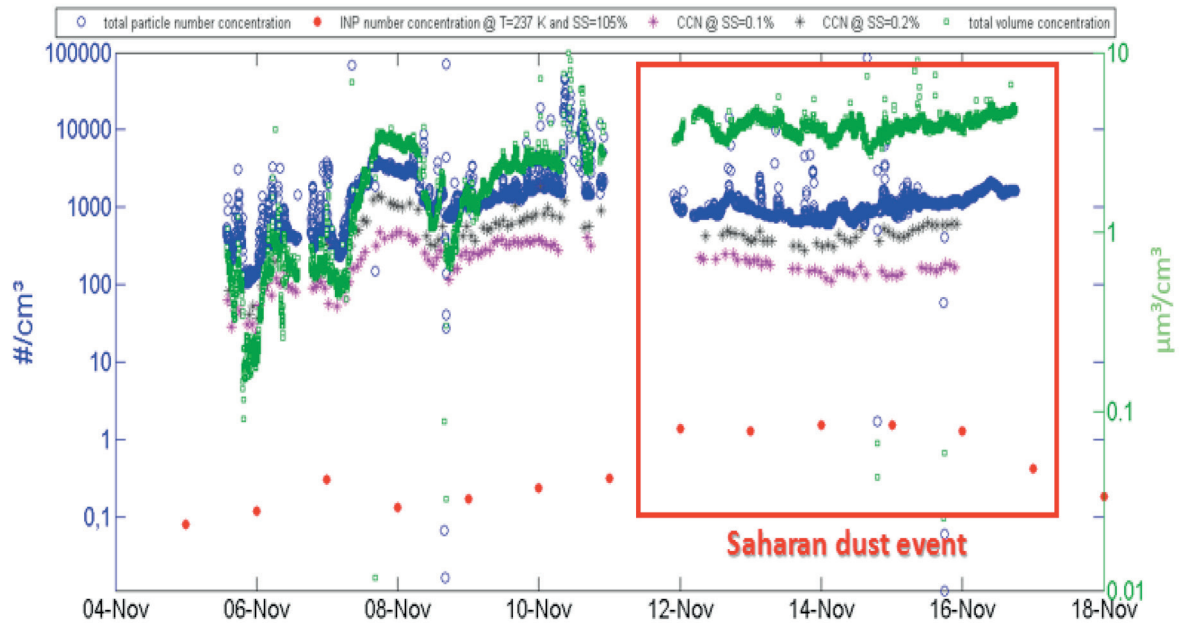 total particle number concentration INP number concentration @ T=237 K and SS=105% CCN @ SS=0.1% CCN @ SS=0.2% total volume concentration
100000
10000
1000
100
10
1
0,1
#/cm³
10
1
0.1
0.01
µm³/cm³
Saharan dust event
04-Nov 06-Nov 08-Nov 10-Nov 12-Nov 14-Nov 16-Nov 18-Nov